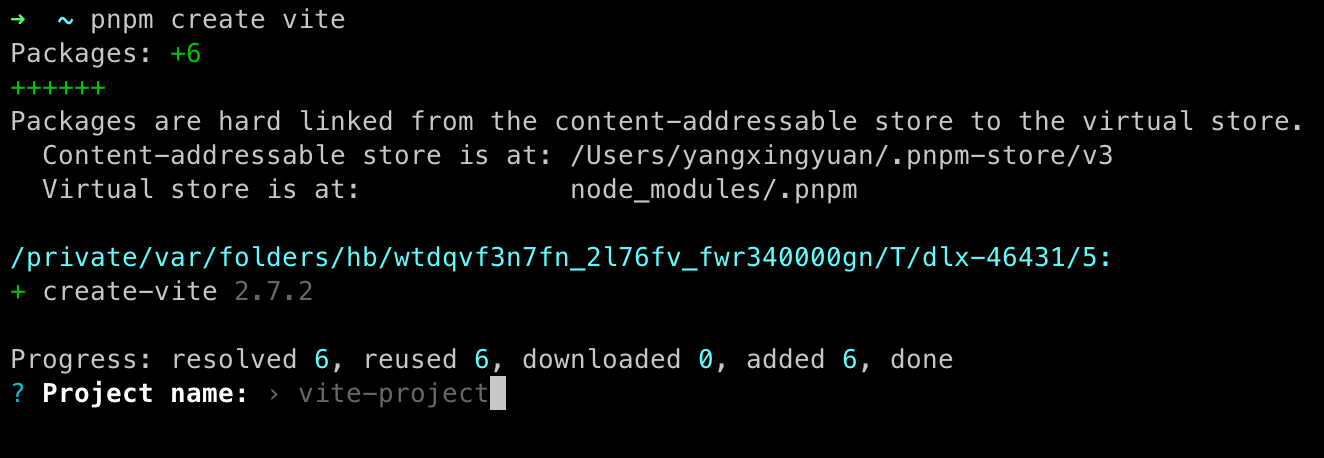 → ~ pnpm create vite
Packages: +6
++++++
Packages are hard linked from the content-addressable store to the virtual store.
Content-addressable store is at: /Users/yangxingyuan/.pnpm-store/v3
Virtual store is at: node_modules/.pnpm
/private/var/folders/hb/wtdqvf3n7fn_2l76fv_fwr340000gn/T/dlx-46431/5:
+ create-vite 2.7.2
Progress: resolved 6, reused 6, downloaded 0, added 6, done
? Project name: › vite-project